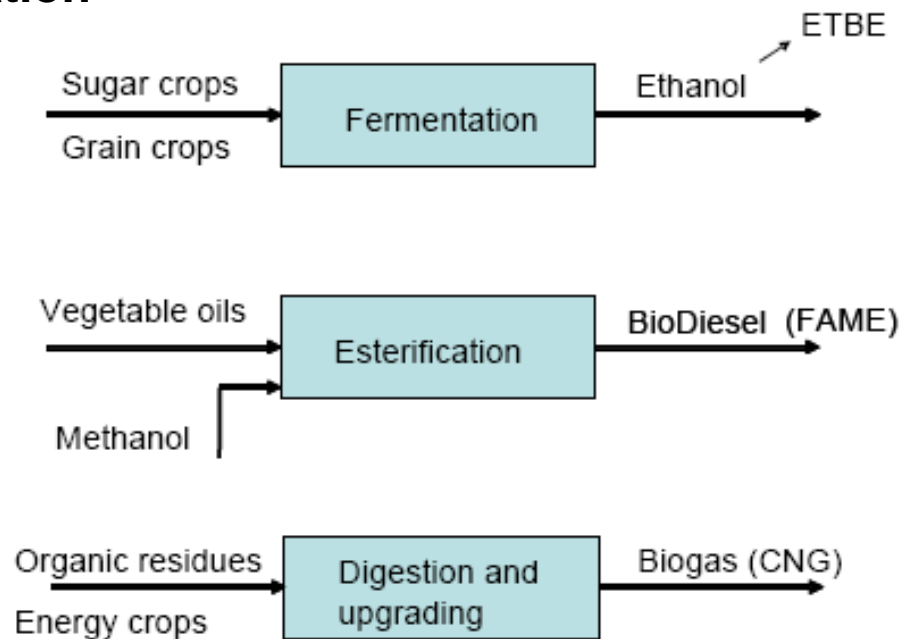 ETBE
Sugar crops
Ethanol
Fermentation
Grain crops
Vegetable oils
BioDiesel (FAME)
Esterification
Methanol
Organic residues
Biogas (CNG)
Digestion and
upgrading
Energy crops